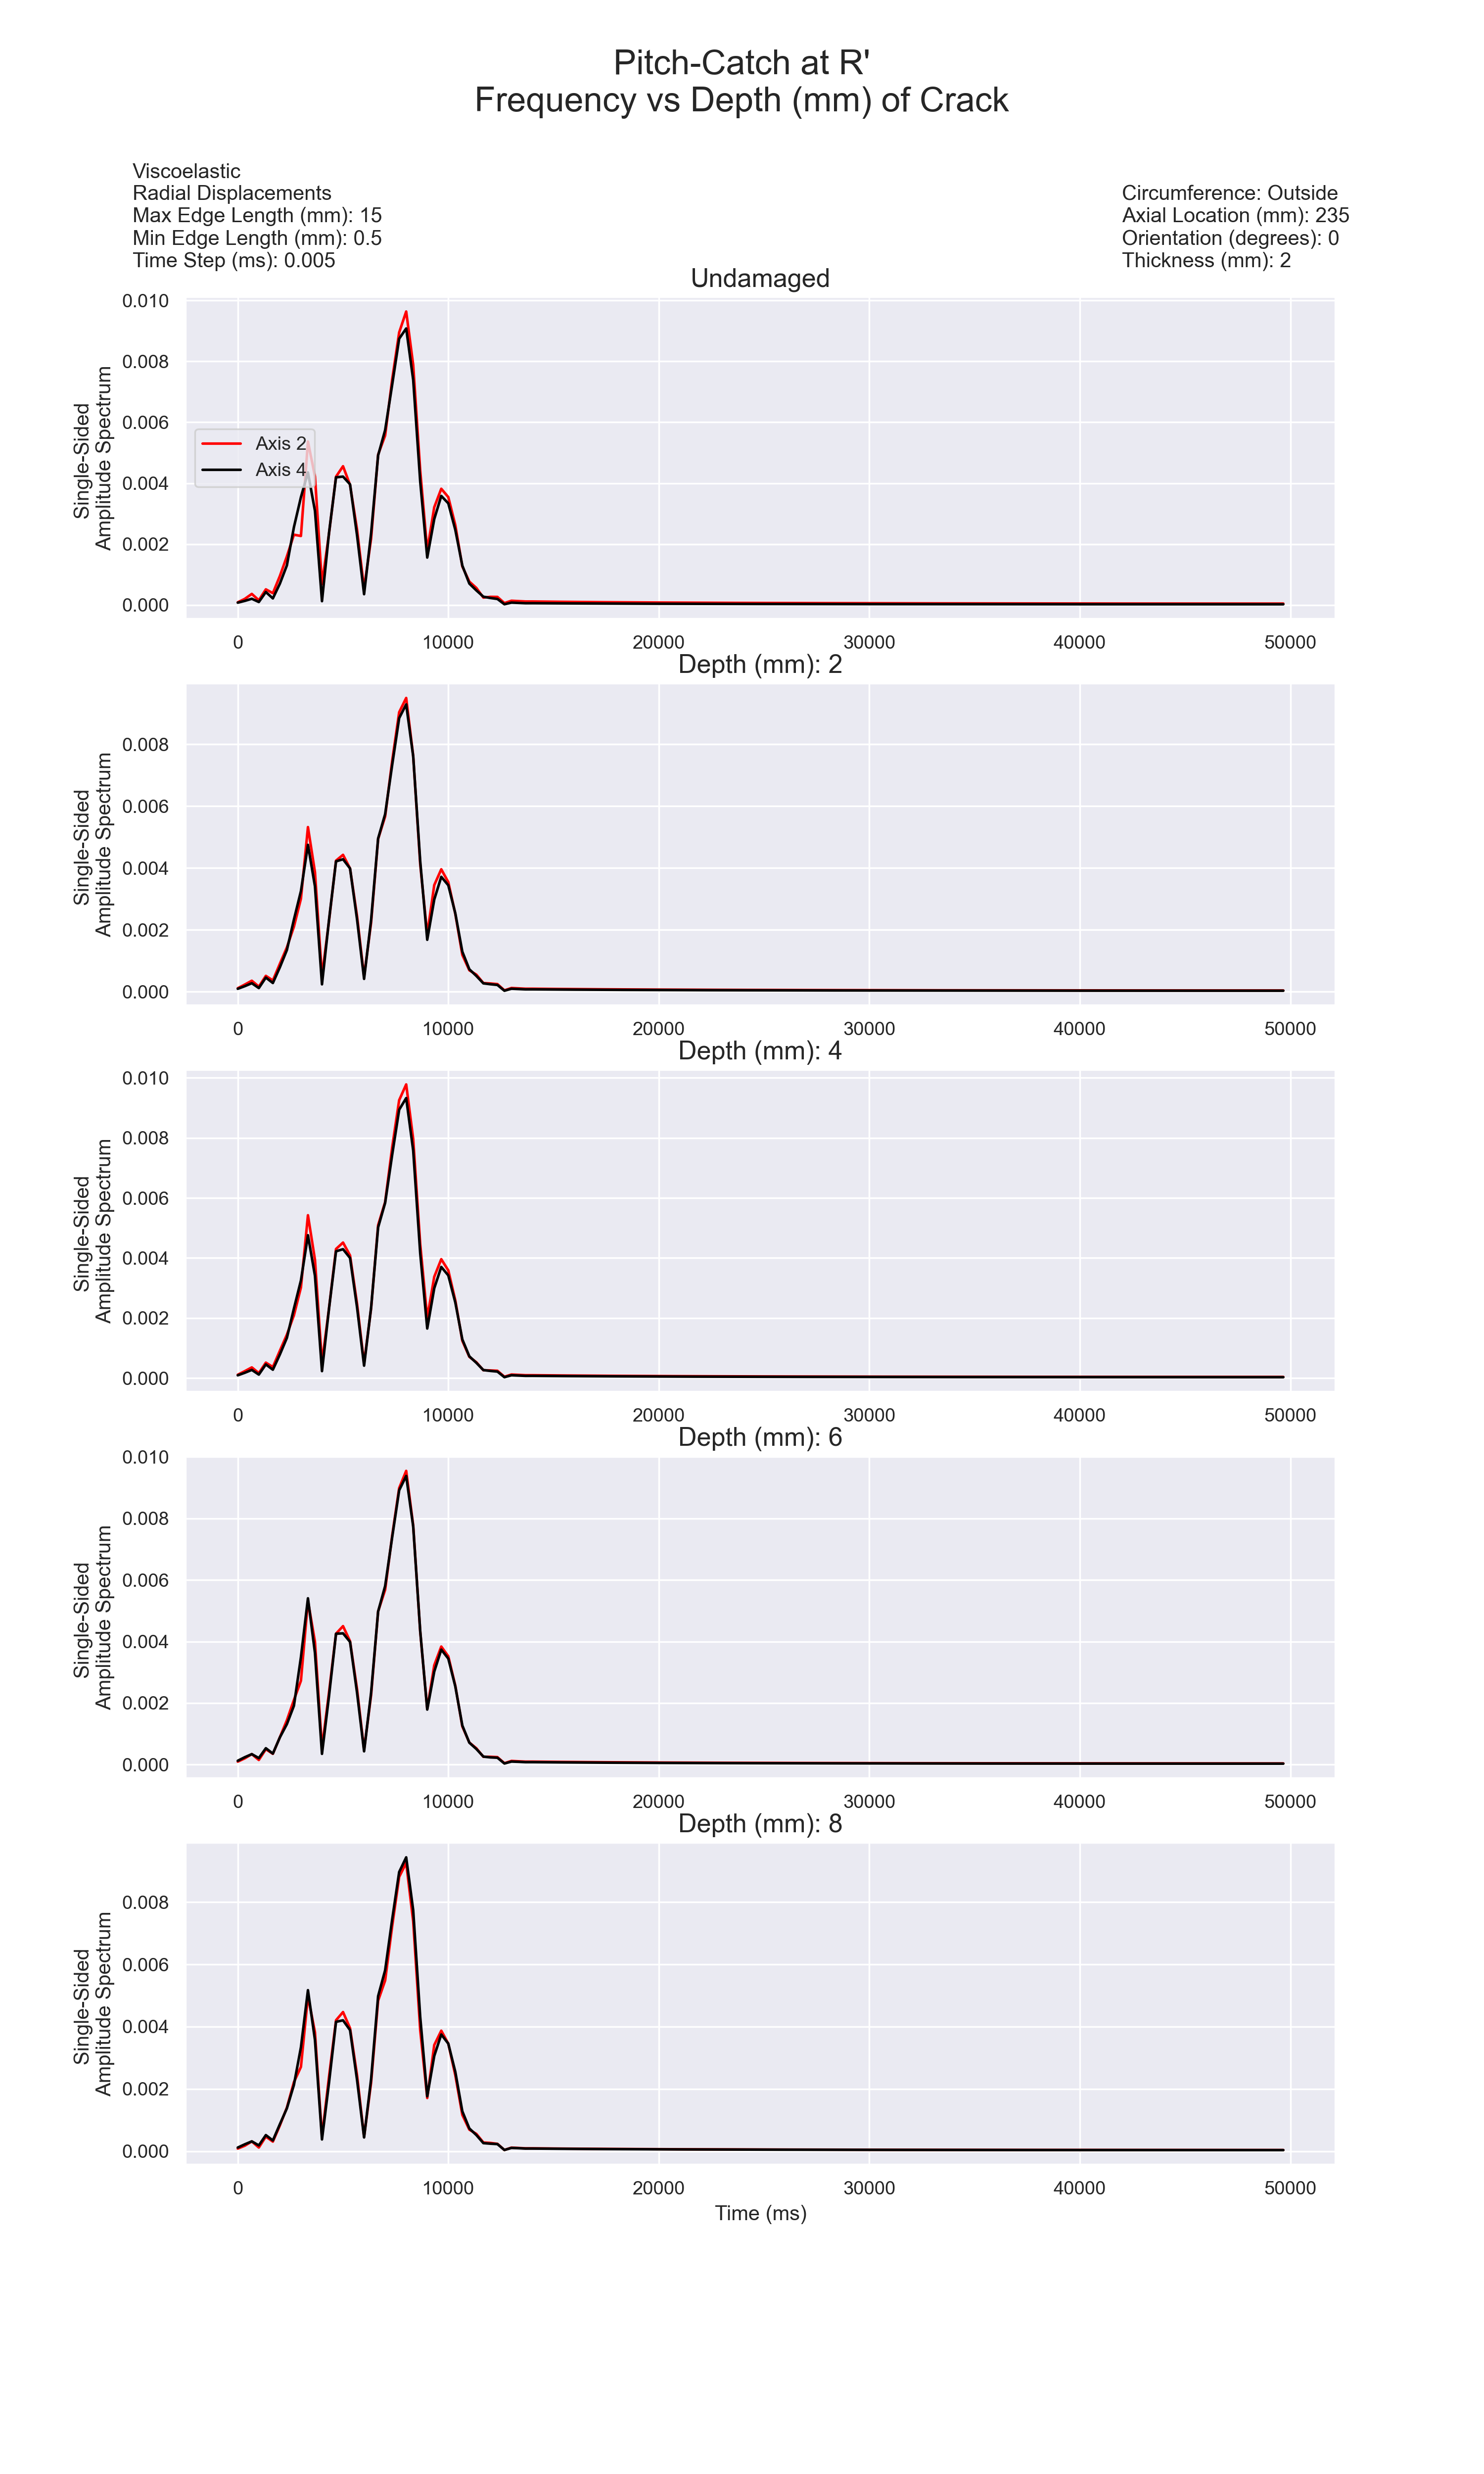 Pitch-Catch at R'
Frequency vs Depth (mm) of Crack
Viscoelastic
Radial Displacements
Max Edge Length (mm): 15
Min Edge Length (mm): 0.5
Time Step (ms): 0.005
Circumference: Outside
Axial Location (mm): 235
Orientation (degrees): 0
Thickness (mm): 2
Undamaged
Single-Sided
Amplitude Spectrum
0.010
0.008
0.006
0.004
0.002
0.000
Axis 2
Axis 4
0 10000 20000 30000 40000 50000
Depth (mm): 2
Single-Sided
Amplitude Spectrum
0.008
0.006
0.004
0.002
0.000
0 10000 20000 30000 40000 50000
Depth (mm): 4
Single-Sided
Amplitude Spectrum
0.010
0.008
0.006
0.004
0.002
0.000
0 10000 20000 30000 40000 50000
Depth (mm): 6
Single-Sided
Amplitude Spectrum
0.010
0.008
0.006
0.004
0.002
0.000
0 10000 20000 30000 40000 50000
Depth (mm): 8
Single-Sided
Amplitude Spectrum
0.008
0.006
0.004
0.002
0.000
0 10000 20000 30000 40000 50000
Time (ms)